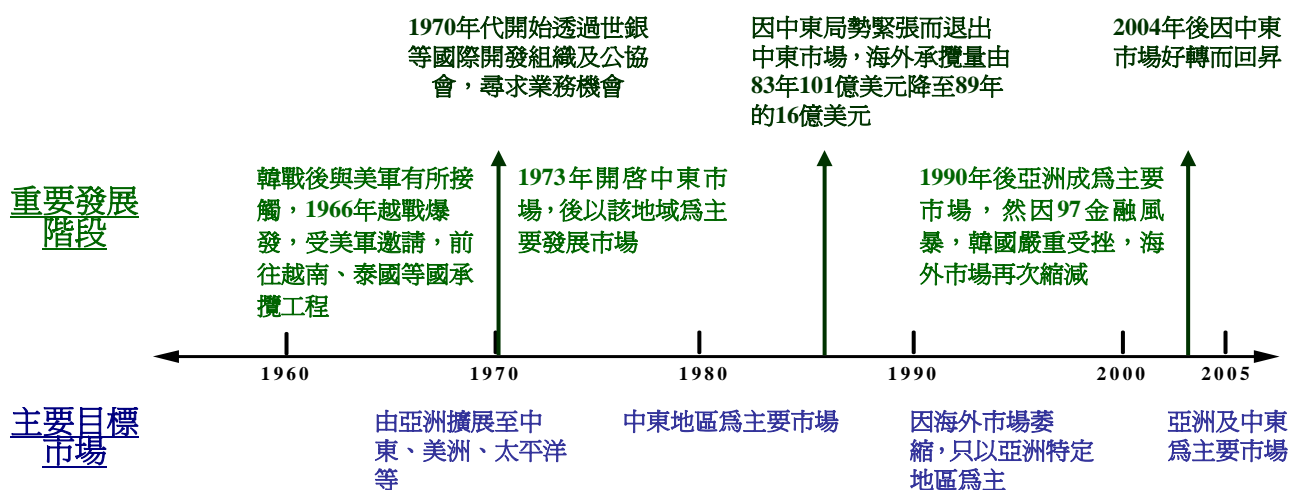 1970年代開始透過世銀
等國際開發組織及公協
會，尋求業務機會
因中東局勢緊張而退出
中東市場，海外承攬量由
83年101億美元降至89年
的16億美元
2004年後因中東
市場好轉而回昇
重要發展
階段
韓戰後與美軍有所接
觸，1966年越戰爆
發，受美軍邀請，前
往越南、泰國等國承
攬工程
1973年開啓中東市
場，後以該地域爲主
要發展市場
1990年後亞洲成爲主要
市場，然因97金融風
暴，韓國嚴重受挫，海
外市場再次縮減
1960
1970
1980
1990
2000
2005
主要目標
市場
由亞洲擴展至中
東、美洲、太平洋
等
中東地區爲主要市場
因海外市場萎
縮，只以亞洲特定
地區爲主
亞洲及中東
爲主要市場